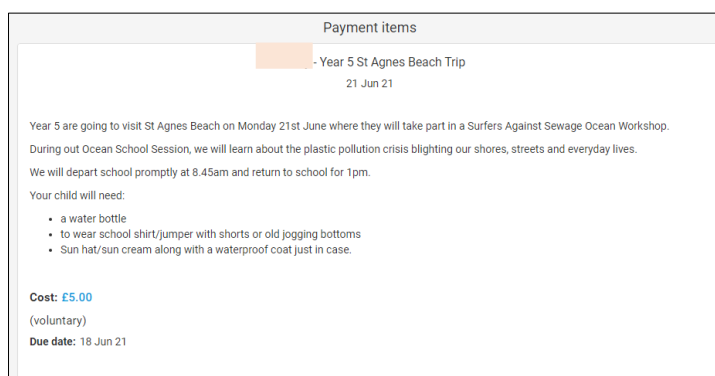 Payment items
- Year 5 St Agnes Beach Trip
21 Jun 21
Year 5 are going to visit St Agnes Beach on Monday 21st June where they will take part in a Surfers Against Sewage Ocean Workshop.
During out Ocean School Session, we will learn about the plastic pollution crisis blighting our shores, streets and everyday lives.
We will depart school promptly at 8.45am and return to school for 1pm.
Your child will need:
• a water bottle
• to wear school shirt/jumper with shorts or old jogging bottoms
• Sun hat/sun cream along with a waterproof coat just in case.
Cost: £5.00
(voluntary)
Due date: 18 Jun 21